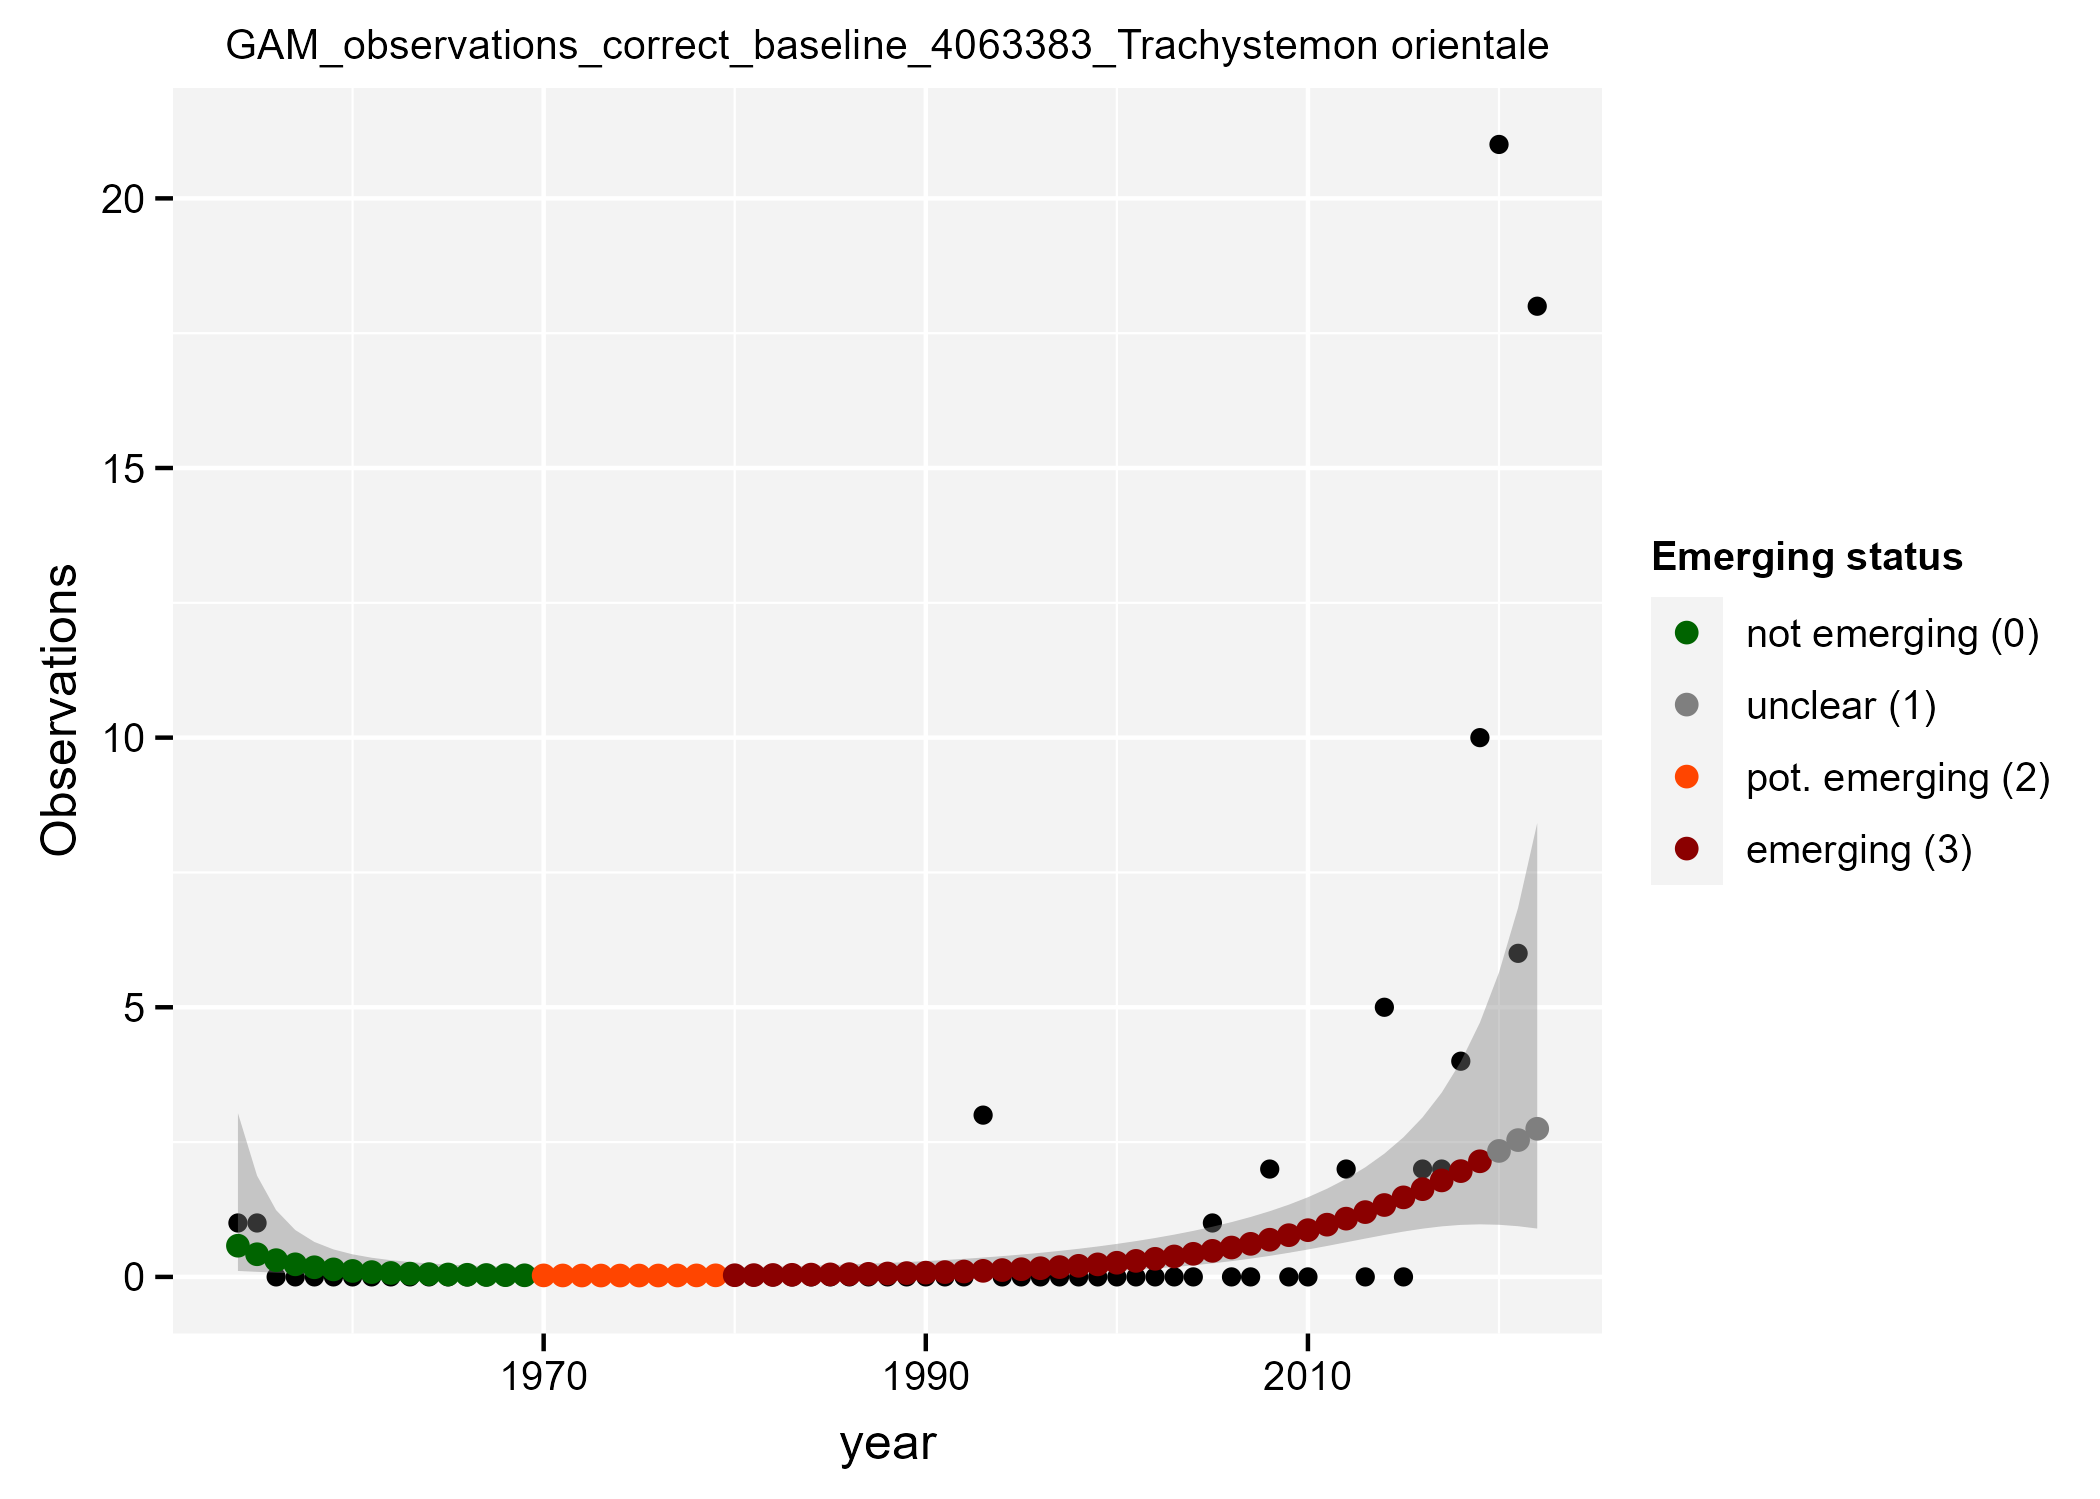 GAM_observations_correct_baseline_4063383_Trachystemon orientale
Observations
20
15
10
5
0
1970
1990
2010
year
Emerging status
not emerging (0)
unclear (1)
pot. emerging (2)
emerging (3)